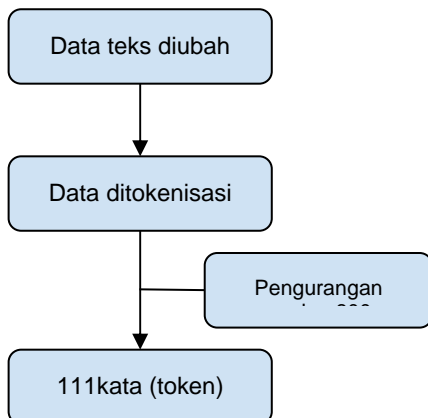 Data teks diubah
Data ditokenisasi
Pengurangan
111kata (token)